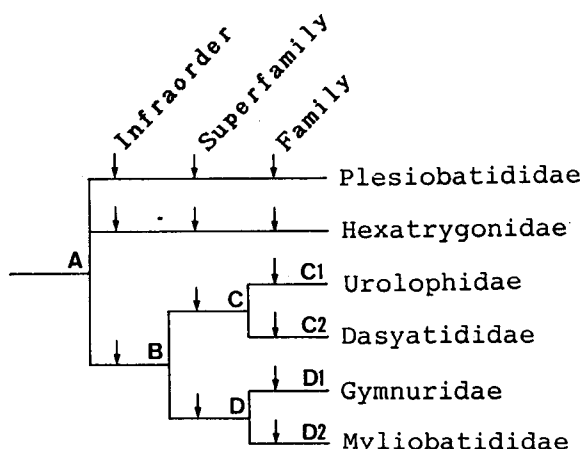 Infraorder
Superfamily
Family
Plesiobatididae
Hexatrygonidae
A
C1
Urolophidae
C
C2
Dasyatididae
B
D1
Gymnuridae
D
D2
Myliobatididae